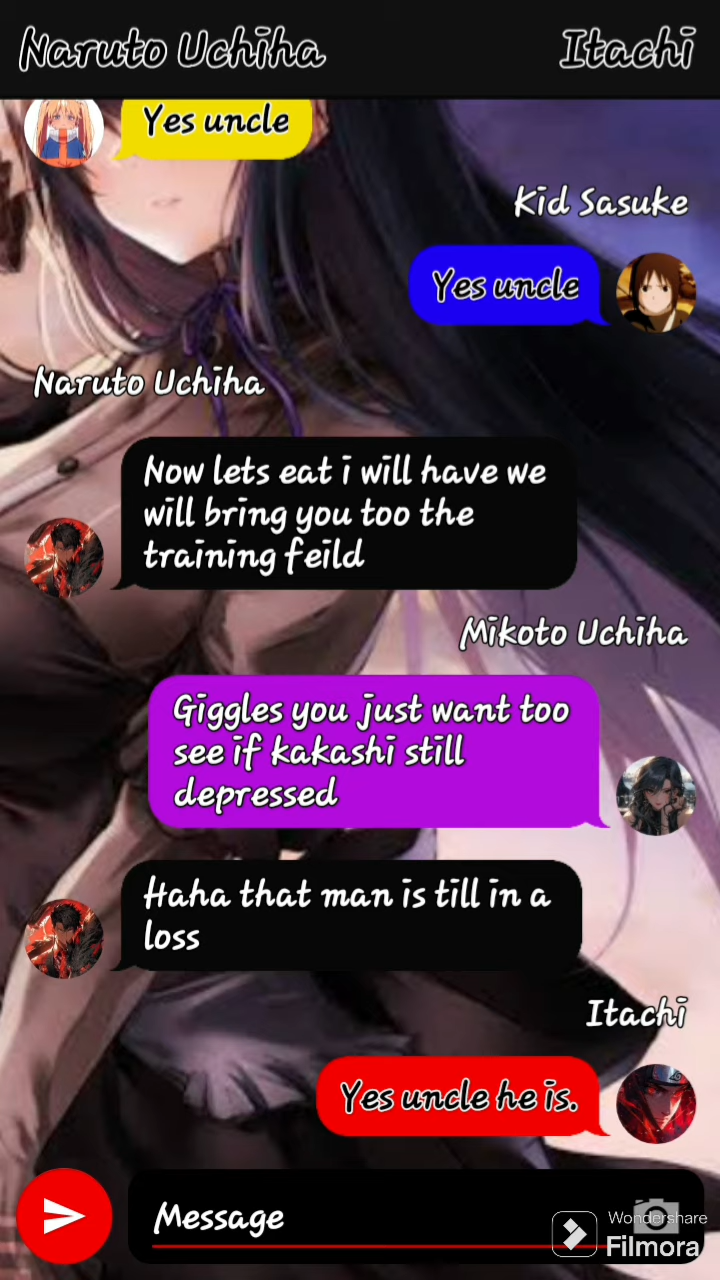 Naruto Uchiha
Itachi
Yes uncle
Kid Sasuke
Yes uncle
Naruto Uchiha
Now lets eat i will have we
will bring you too the
training feild
Mikoto Uchiha
Giggles you just want too
see if kakashi still
depressed
Haha that man is till in a
loss
Itachi
Yes uncle he is.
Message
Wondershare
Filmora